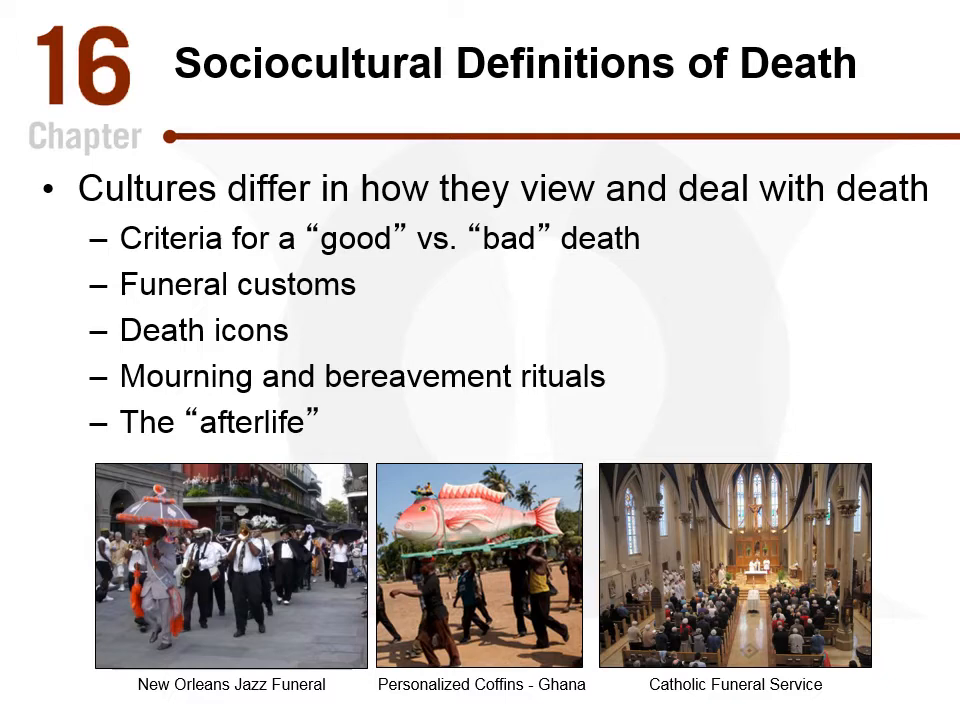 16
Chapter
Sociocultural Definitions of Death
• Cultures differ in how they view and deal with death
– Criteria for a “good” vs. “bad” death
– Funeral customs
– Death icons
– Mourning and bereavement rituals
– The “afterlife”
New Orleans Jazz Funeral
Personalized Coffins - Ghana
Catholic Funeral Service